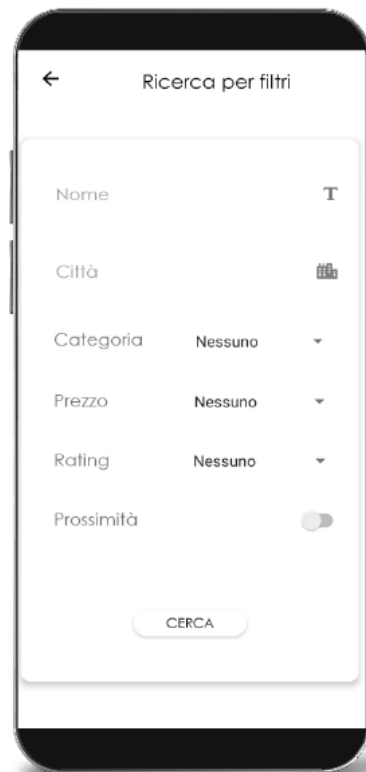 Ricerca per filtri
Nome
Città
Categoria Nessuno
Prezzo Nessuno
Rating Nessuno
Prossimità
CERCA